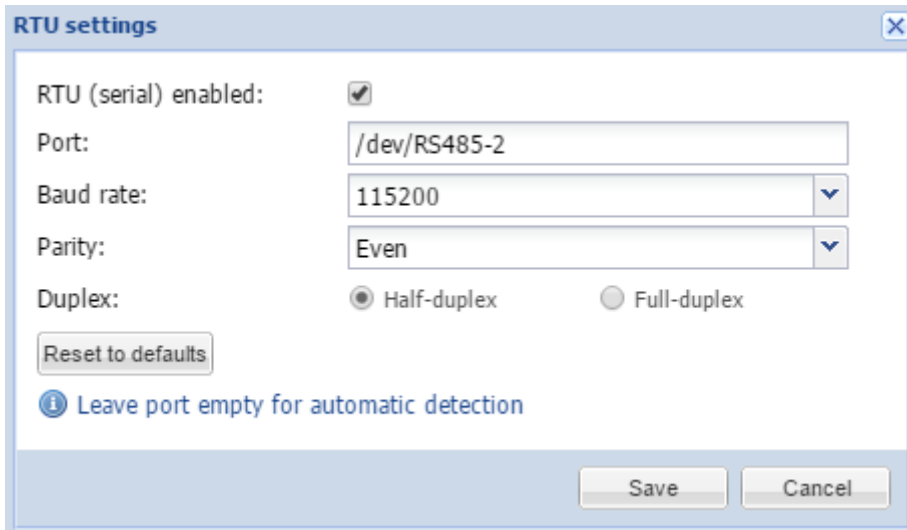 RTU settings
RTU (serial) enabled:
Port: /dev/RS485-2
Baud rate: 115200
Parity: Even
Duplex: Half-duplex Full-duplex
Reset to defaults
Leave port empty for automatic detection
Save Cancel